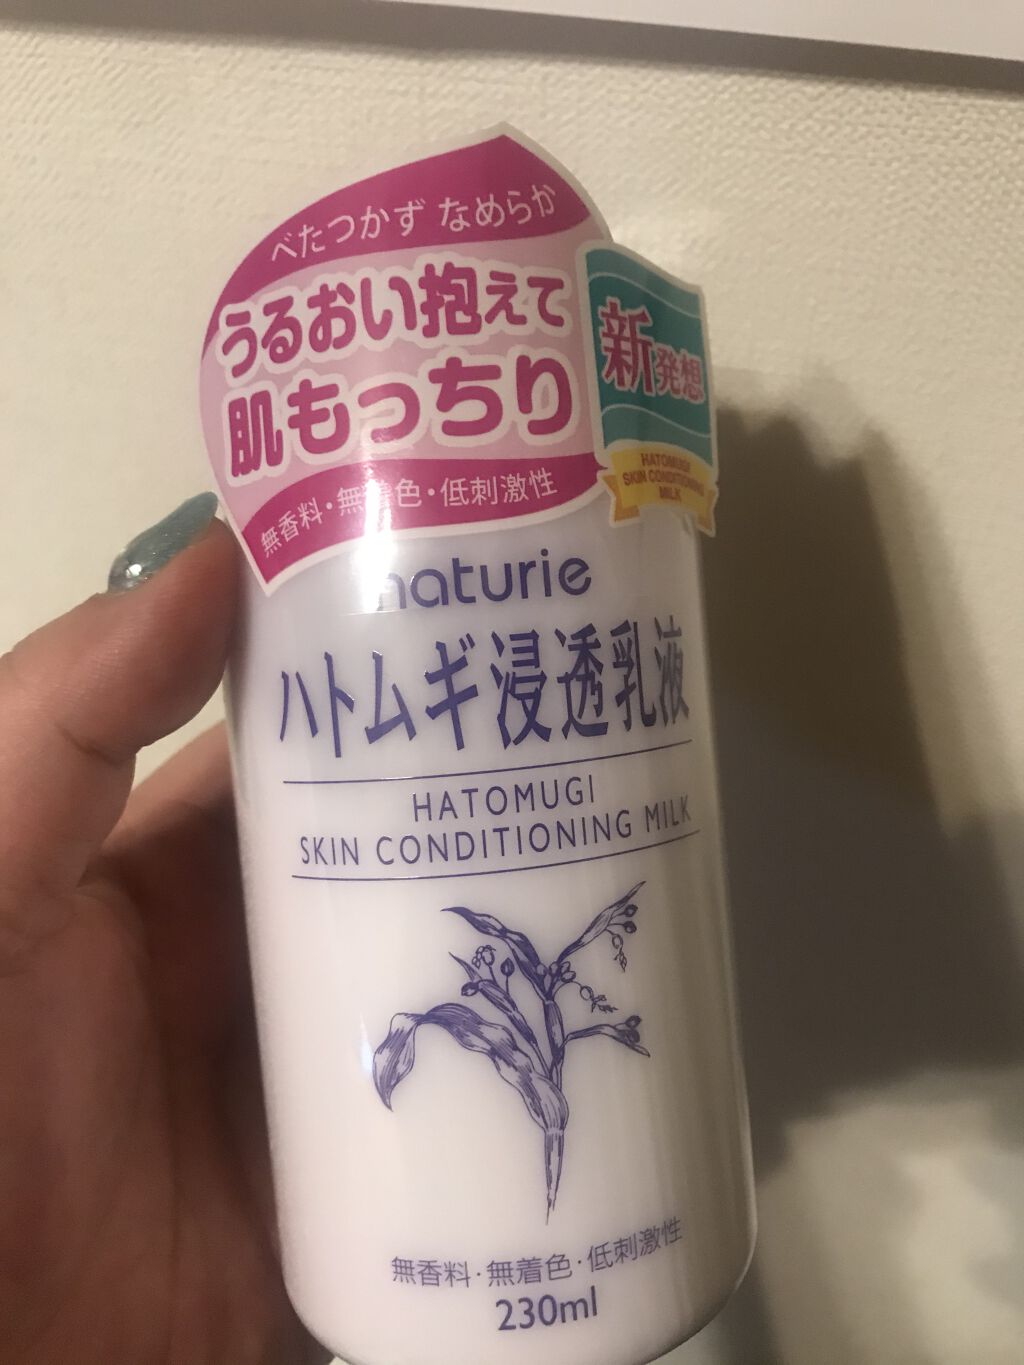 べたつかず なめらか
うるおい抱えて
肌もっちり
無香料・無着色・低刺激性
新発想
HATOMUGI
SKIN CONDITIONING
MILK
naturie
ハトムギ浸透乳液
HATOMUGI
SKIN CONDITIONING MILK
無香料・無着色・低刺激性
230ml